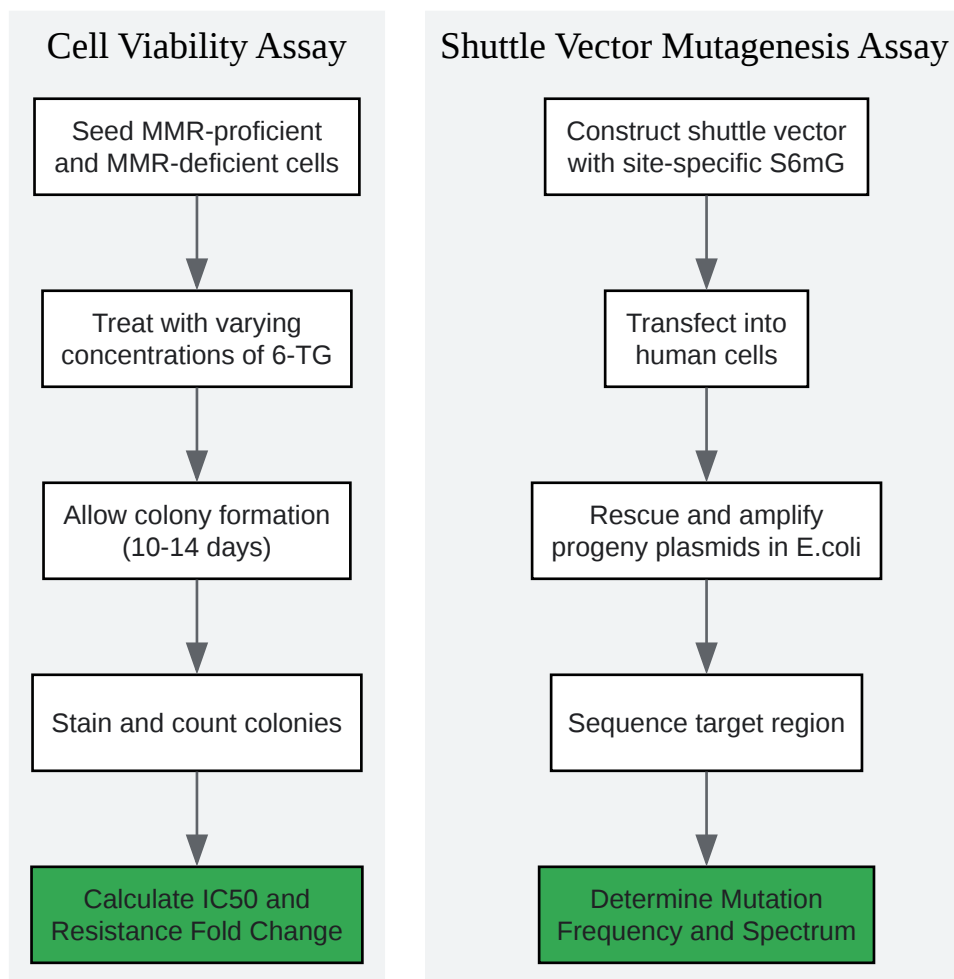 Cell Viability Assay
Seed MMR-proficient
and MMR-deficient cells
Treat with varying
concentrations of 6-TG
Allow colony formation
(10-14 days)
Stain and count colonies
Calculate IC50 and
Resistance Fold Change
Shuttle Vector Mutagenesis Assay
Construct shuttle vector
with site-specific S6mG
Transfect into
human cells
Rescue and amplify
progeny plasmids in E.coli
Sequence target region
Determine Mutation
Frequency and Spectrum